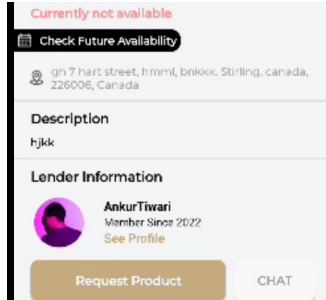 Currently not available
Check Future Availability
gh 7 hart street, hmml, bnkkk, Stirling, canada,
226006, Canada
Description
hjkk
Lender Information
AnkurTiwari
Member Since 2022
See Profile
Request Product
CHAT